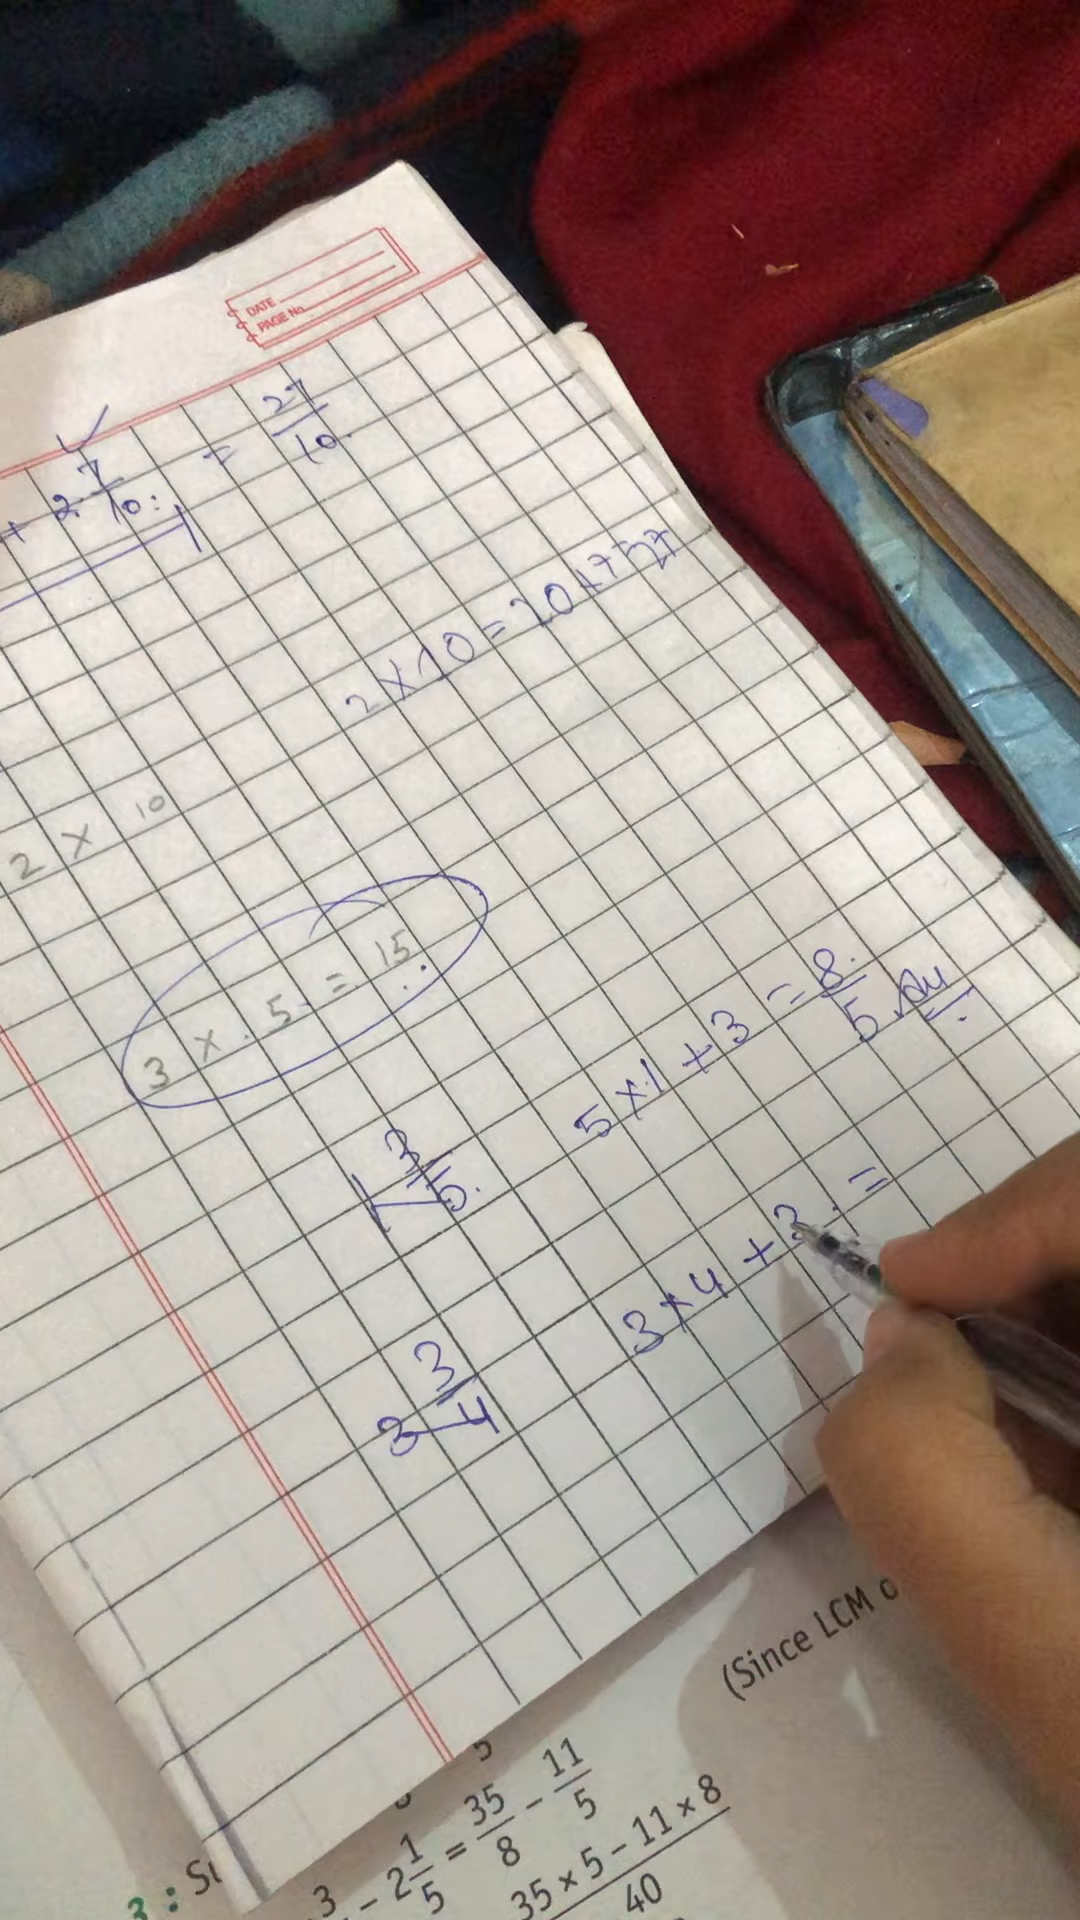 DATE
PAGE No.
+ 2 7/10 = 27/10
2 × 10 = 20 + 7 = 27
2 × 10
3 × 5 = 15
1 3/5 5 × 1 + 3 = 8/5
3 3/4 3 × 4 + 3 =
(Since LCM o
3 - 2 1/5 = 35/8 - 11/5
35 × 5 - 11 × 8
40